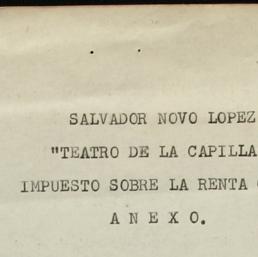 SALVADOR NOVO LOPEZ
"TEATRO DE LA CAPILLA
IMPUESTO SOBRE LA RENTA
A N E X O.